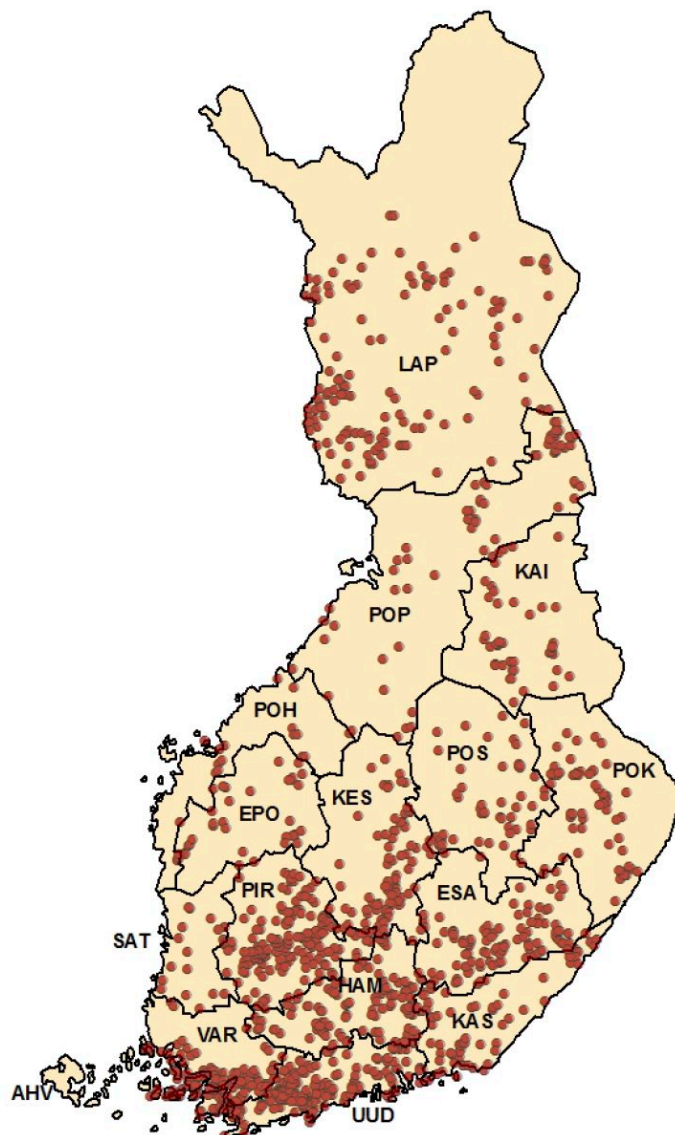 LAP
KAI
POP
POH
POS
POK
KES
EPO
PIR
ESA
SAT
HAM
KAS
VAR
AHV
UUD